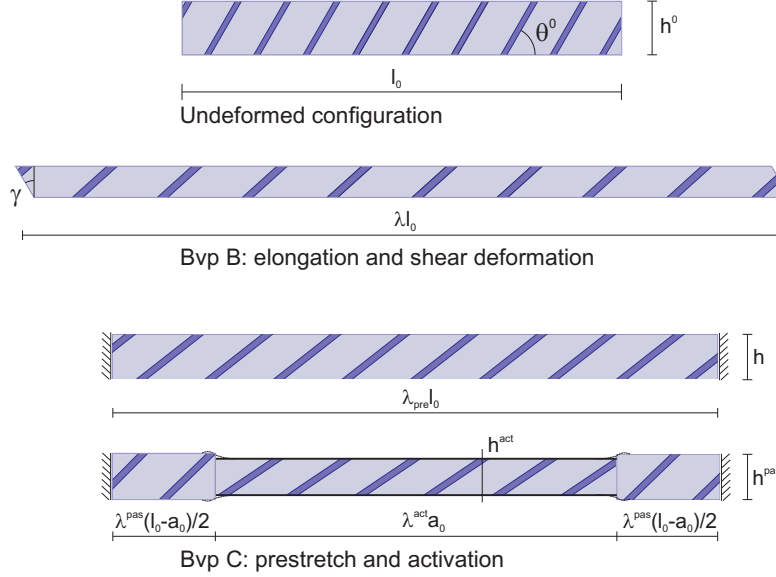 θ⁰
h⁰
l₀
Undeformed configuration
γ
λl₀
Bvp B: elongation and shear deformation
h
λₚᵣₑl₀
hᵃᶜᵗ
hᵖᵃ
λᵖᵃˢ(l₀-a₀)/2 λᵃᶜᵗa₀ λᵖᵃˢ(l₀-a₀)/2
Bvp C: prestretch and activation